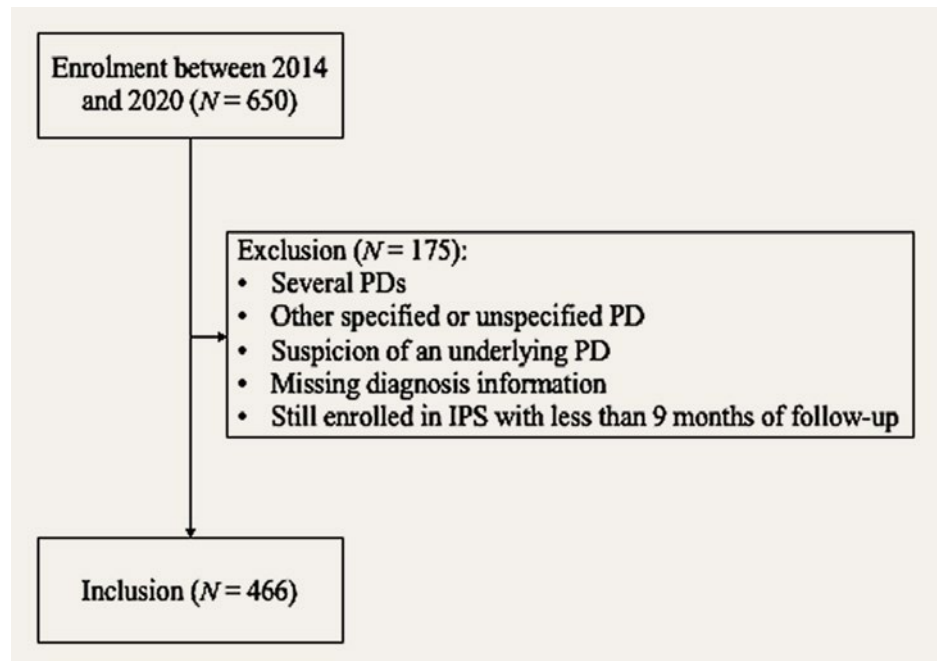 Enrolment between 2014
and 2020 (N = 650)
Exclusion (N = 175):
• Several PDs
• Other specified or unspecified PD
• Suspicion of an underlying PD
• Missing diagnosis information
• Still enrolled in IPS with less than 9 months of follow-up
Inclusion (N = 466)